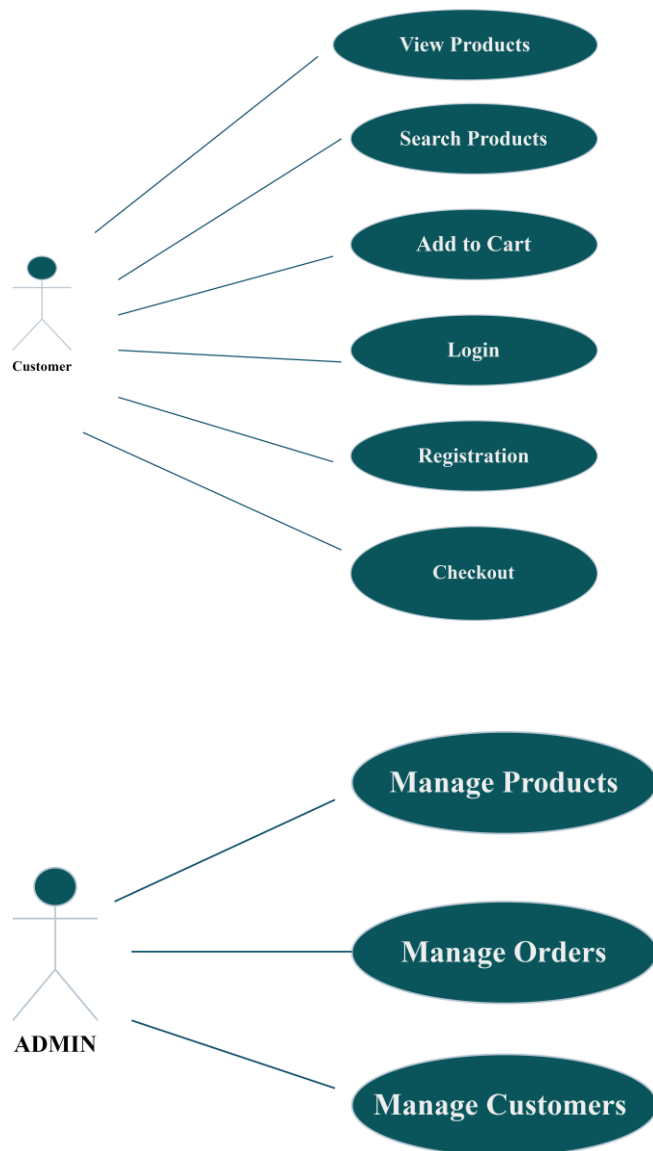 View Products
Search Products
Add to Cart
Login
Customer
Registration
Checkout
Manage Products
Manage Orders
ADMIN
Manage Customers